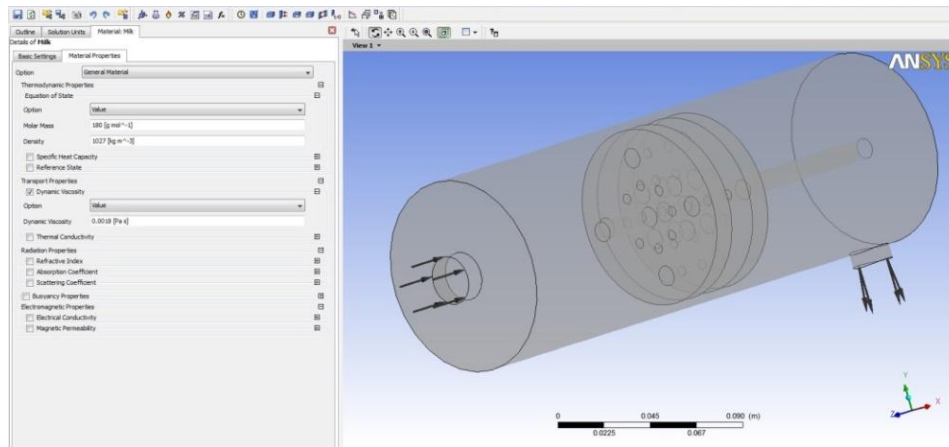 Outline Solution Units Material: Milk
Details of Milk
Basic Settings Material Properties
Option General Material
Thermodynamic Properties
Equation of State
Option Value
Molar Mass 180 [g mol^-1]
Density 1027 [kg m^-3]
Specific Heat Capacity
Reference State
Transport Properties
Dynamic Viscosity
Option Value
Dynamic Viscosity 0.0018 [Pa s]
Thermal Conductivity
Radiation Properties
Refractive Index
Absorption Coefficient
Scattering Coefficient
Buoyancy Properties
Electromagnetic Properties
Electrical Conductivity
Magnetic Permeability
View 1
ANSYS
Y
X
Z
0 0.045 0.090 (m)
0.0225 0.067